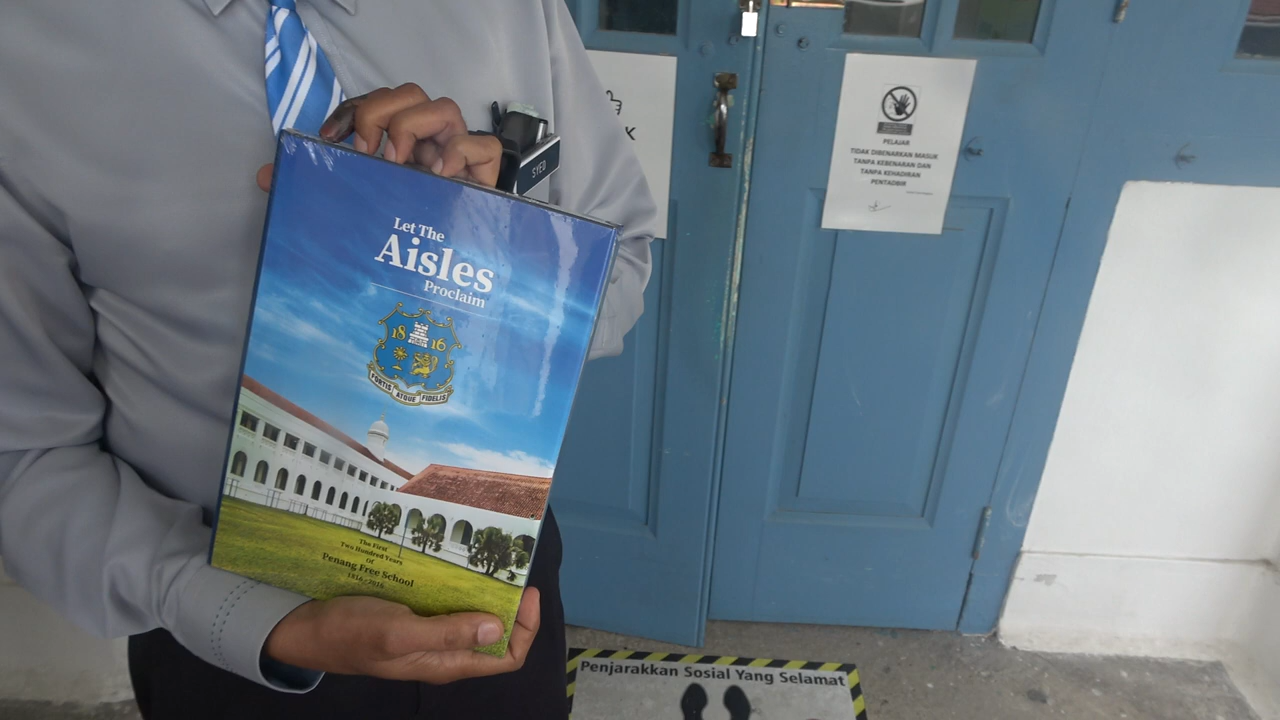 Let The
Aisles
Proclaim
18 16
FORTIS ATQUE FIDELIS
The First
Two Hundred Years
Of
Penang Free School
1816-2016
SYED
K
PELAJAR
TIDAK DIBENARKAN MASUK
TANPA KEBENARAN DAN
TANPA KEHADIRAN
PENTADBIR
Penjarakkan Sosial Yang Selamat